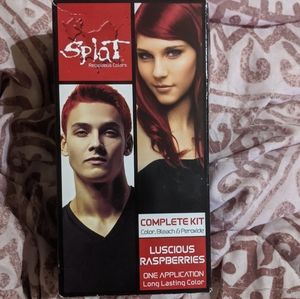 Splat
Rebellious Colors
COMPLETE KIT
Color, Bleach & Peroxide
LUSCIOUS
RASPBERRIES
ONE APPLICATION
Long Lasting Color